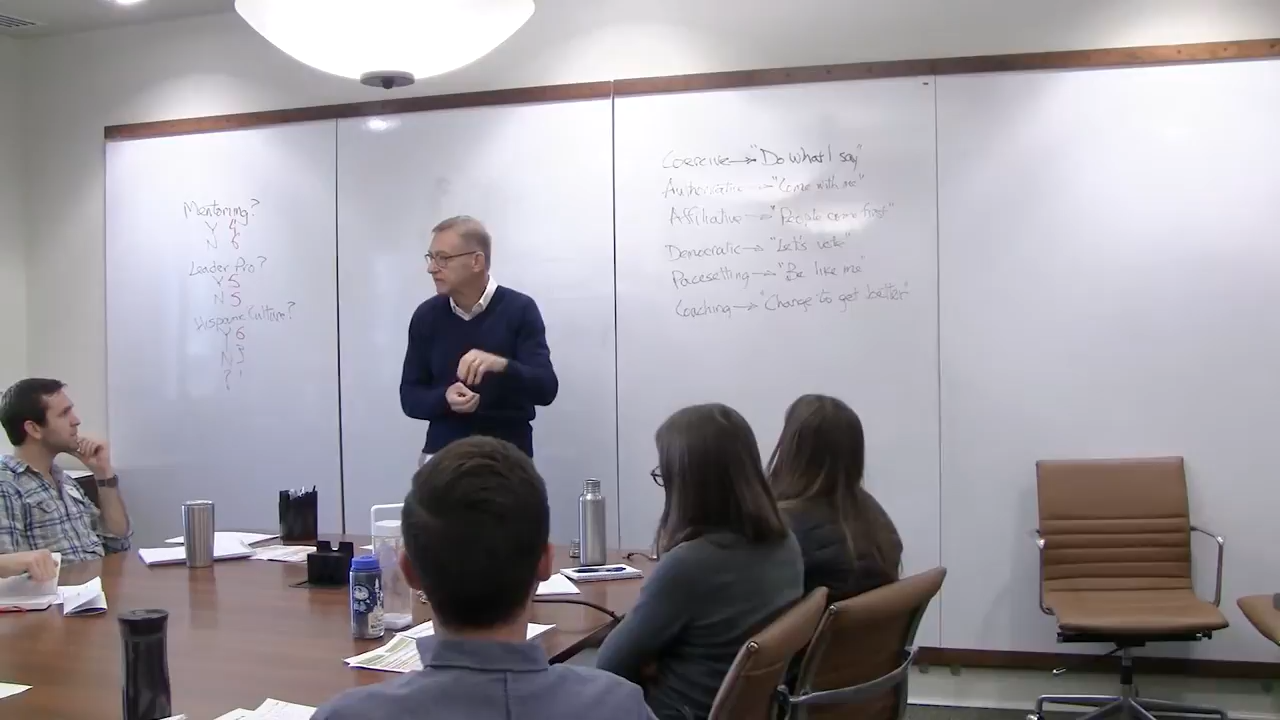 Mentoring?
Y 4
N 6
Leader Pro?
Y 5
N 5
Hispanic Culture?
Y 6
N 3
? 1
Coercive → "Do what I say"
Authoritative → "Come with me"
Affiliative → "People come first"
Democratic → "Let's vote"
Pacesetting → "Be like me"
Coaching → "Change to get better"